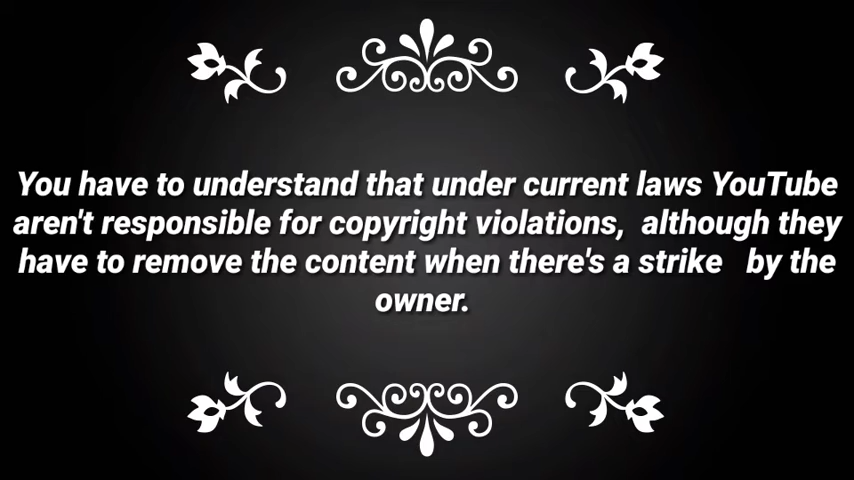 You have to understand that under current laws YouTube
aren't responsible for copyright violations,  although they
have to remove the content when there's a strike   by the
owner.